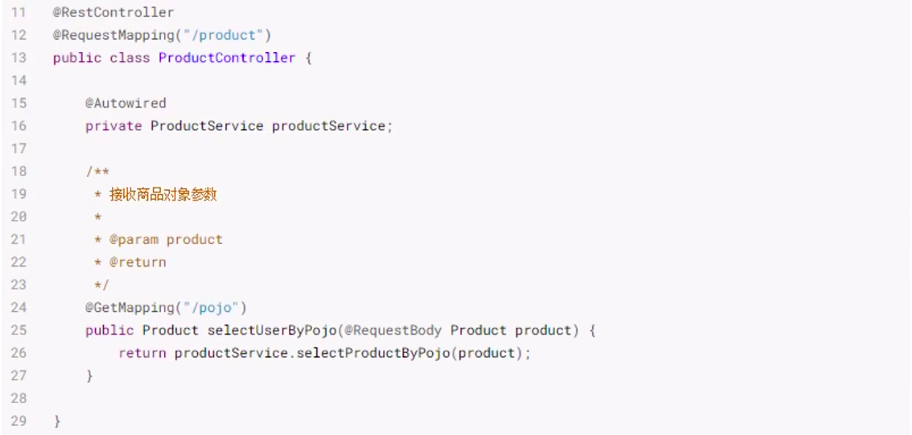 11 @RestController
12 @RequestMapping("/product")
13 public class ProductController {
14
15     @Autowired
16     private ProductService productService;
17
18     /**
19      * 接收商品对象参数
20      *
21      * @param product
22      * @return
23      */
24     @GetMapping("/pojo")
25     public Product selectUserByPojo(@RequestBody Product product) {
26         return productService.selectProductByPojo(product);
27     }
28
29 }